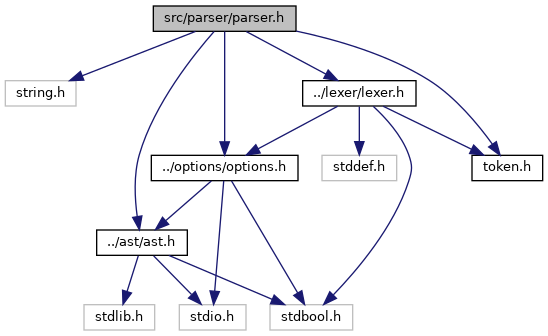 src/parser/parser.h
string.h
../lexer/lexer.h
../options/options.h
stddef.h
token.h
../ast/ast.h
stdlib.h
stdio.h
stdbool.h